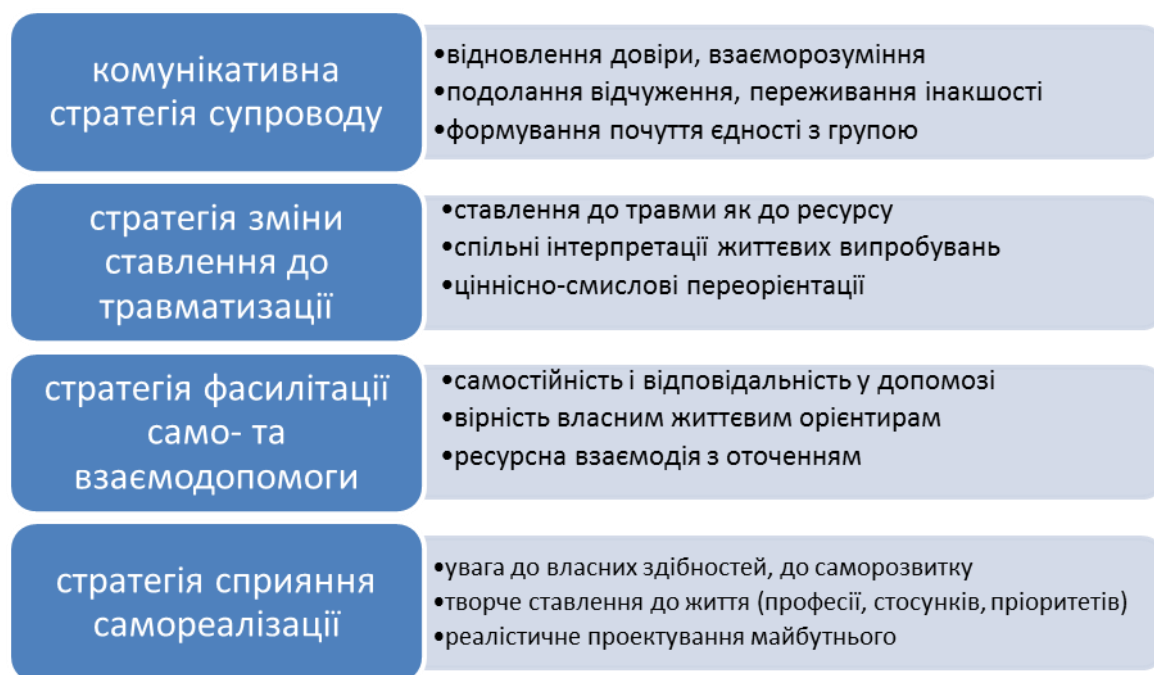 комунікативна
стратегія супроводу
•відновлення довіри, взаєморозуміння
•подолання відчуження, переживання інакшості
•формування почуття єдності з групою
стратегія зміни
ставлення до
травматизації
•ставлення до травми як до ресурсу
•спільні інтерпретації життєвих випробувань
•ціннісно-смислові переорієнтації
стратегія фасилітації
само- та
взаємодопомоги
•самостійність і відповідальність у допомозі
•вірність власним життєвим орієнтирам
•ресурсна взаємодія з оточенням
стратегія сприяння
самореалізації
•увага до власних здібностей, до саморозвитку
•творче ставлення до життя (професії, стосунків, пріоритетів)
•реалістичне проектування майбутнього